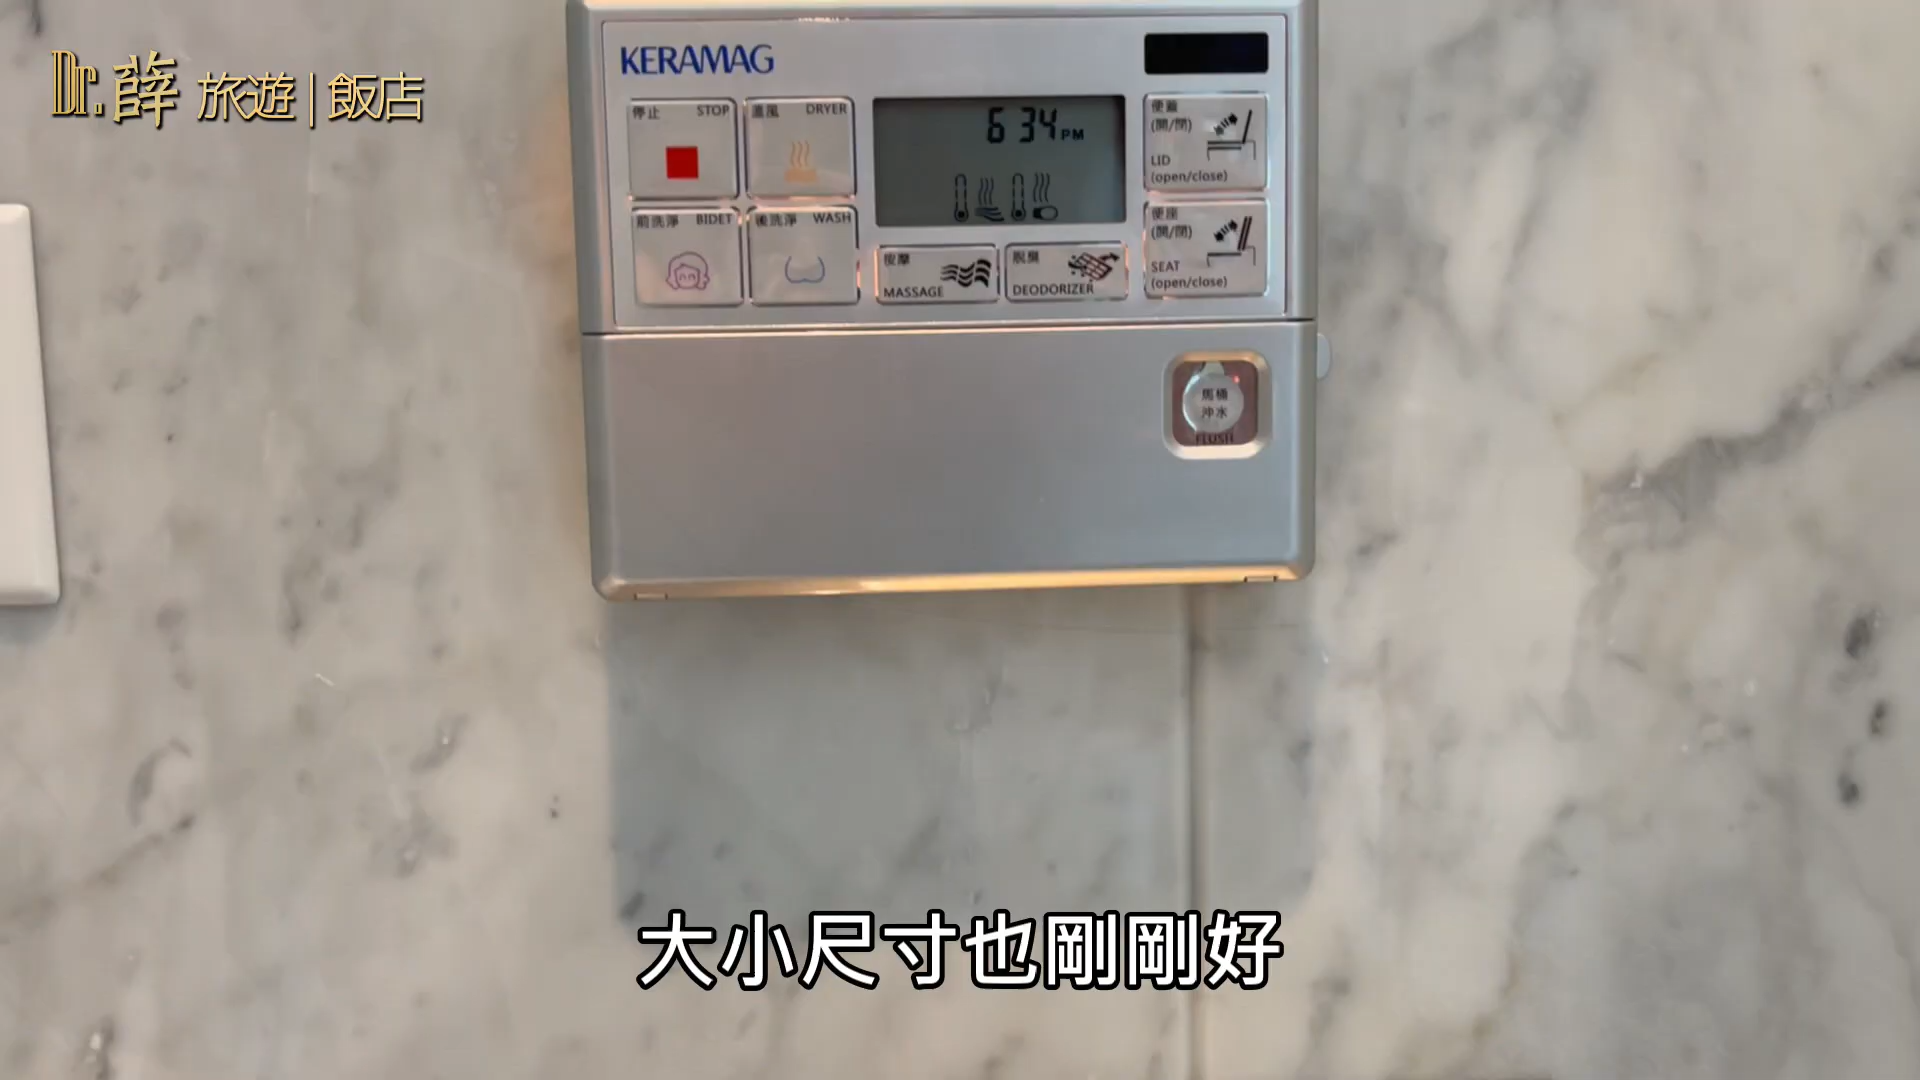 Dr.薛 旅遊|飯店
KERAMAG
停止 STOP
溫風 DRYER
6 34 PM
便蓋
(開/閉)
LID
(open/close)
前洗淨 BIDET
後洗淨 WASH
便座
(開/閉)
SEAT
(open/close)
按摩
MASSAGE
脫臭
DEODORIZER
馬桶
沖水
FLUSH
大小尺寸也剛剛好